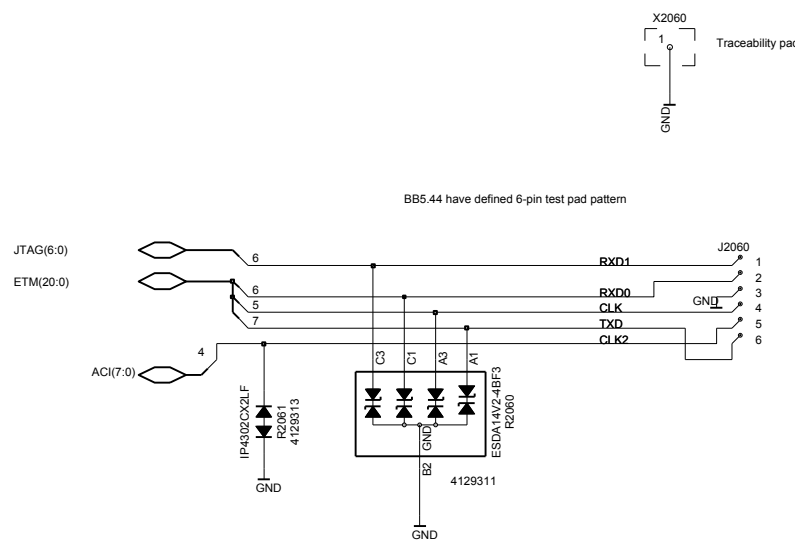 X2060
1
Traceability pad
GND
BB5.44 have defined 6-pin test pad pattern
JTAG(6:0)
6
RXD1
J2060
1
2
ETM(20:0)
6
RXD0
GND
3
5
CLK
4
7
TXD
5
4
CLK2
6
ACI(7:0)
C3
C1
A3
A1
IP4302CX2LF
R2061
4129313
GND
GND
B2
ESDA14V2-4BF3
R2060
4129311
GND